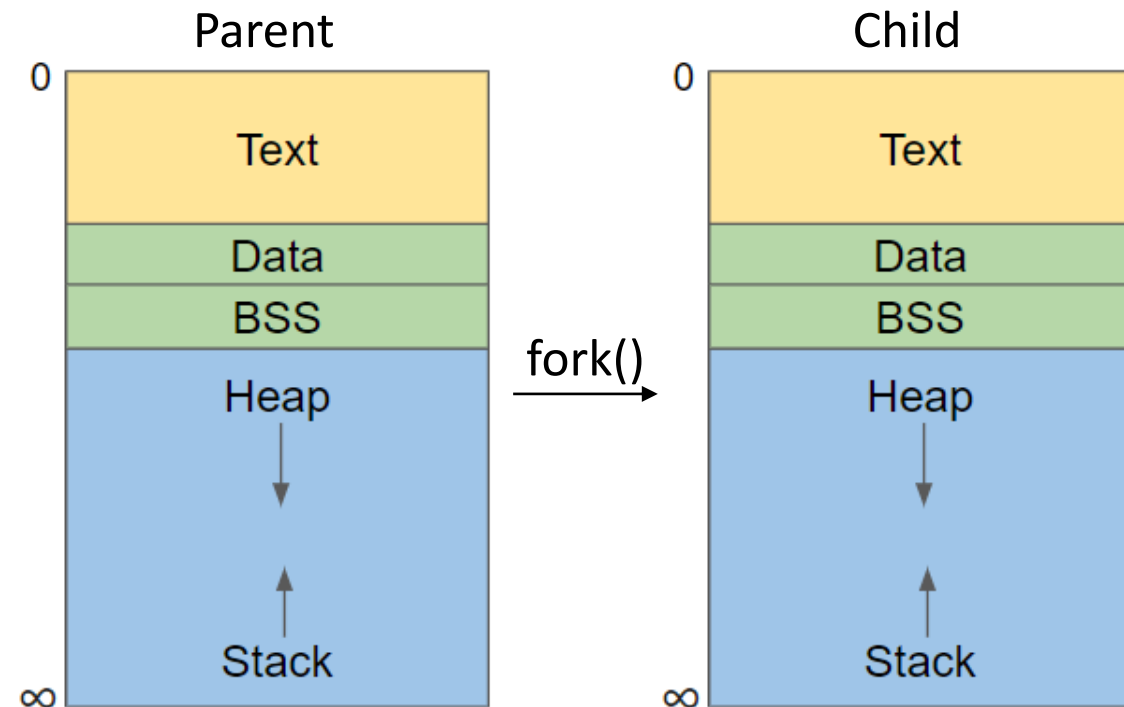 Parent
0
Text
Data
BSS
Heap
Stack
∞
fork()
Child
0
Text
Data
BSS
Heap
Stack
∞